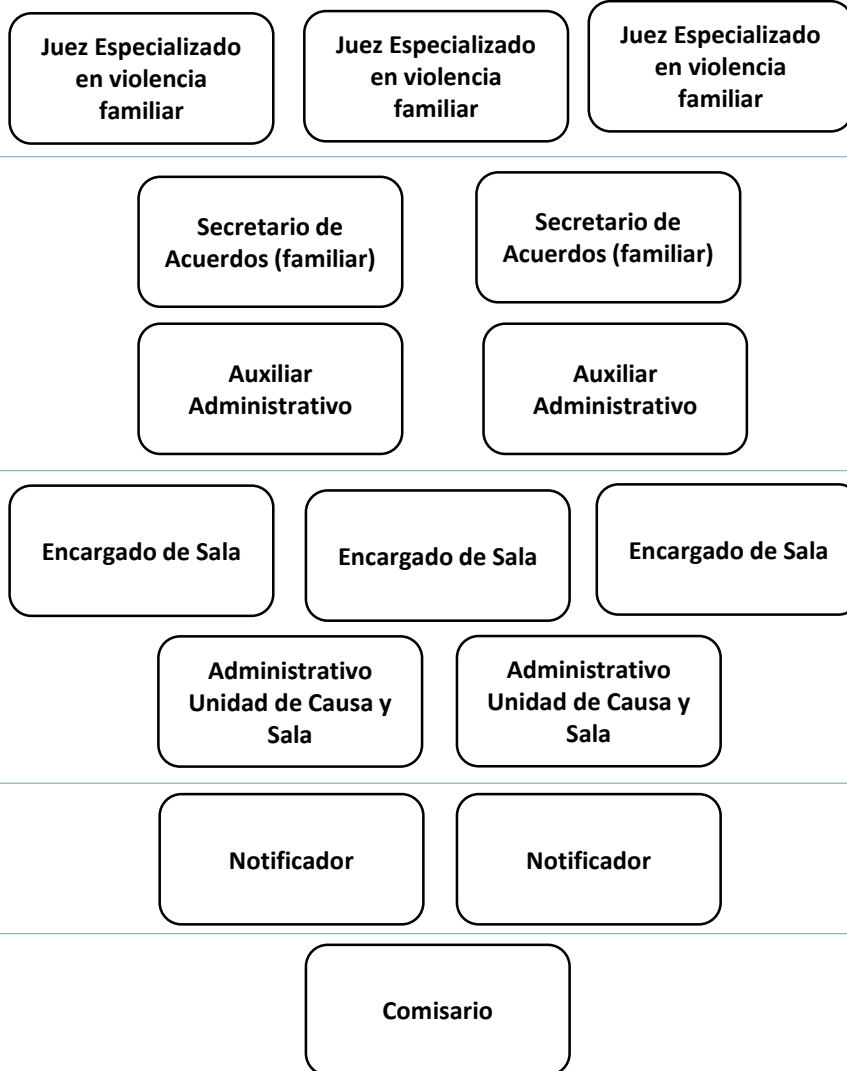 Juez Especializado
en violencia
familiar
Juez Especializado
en violencia
familiar
Juez Especializado
en violencia
familiar
Secretario de
Acuerdos (familiar)
Secretario de
Acuerdos (familiar)
Auxiliar
Administrativo
Auxiliar
Administrativo
Encargado de Sala
Encargado de Sala
Encargado de Sala
Administrativo
Unidad de Causa y
Sala
Administrativo
Unidad de Causa y
Sala
Notificador
Notificador
Comisario